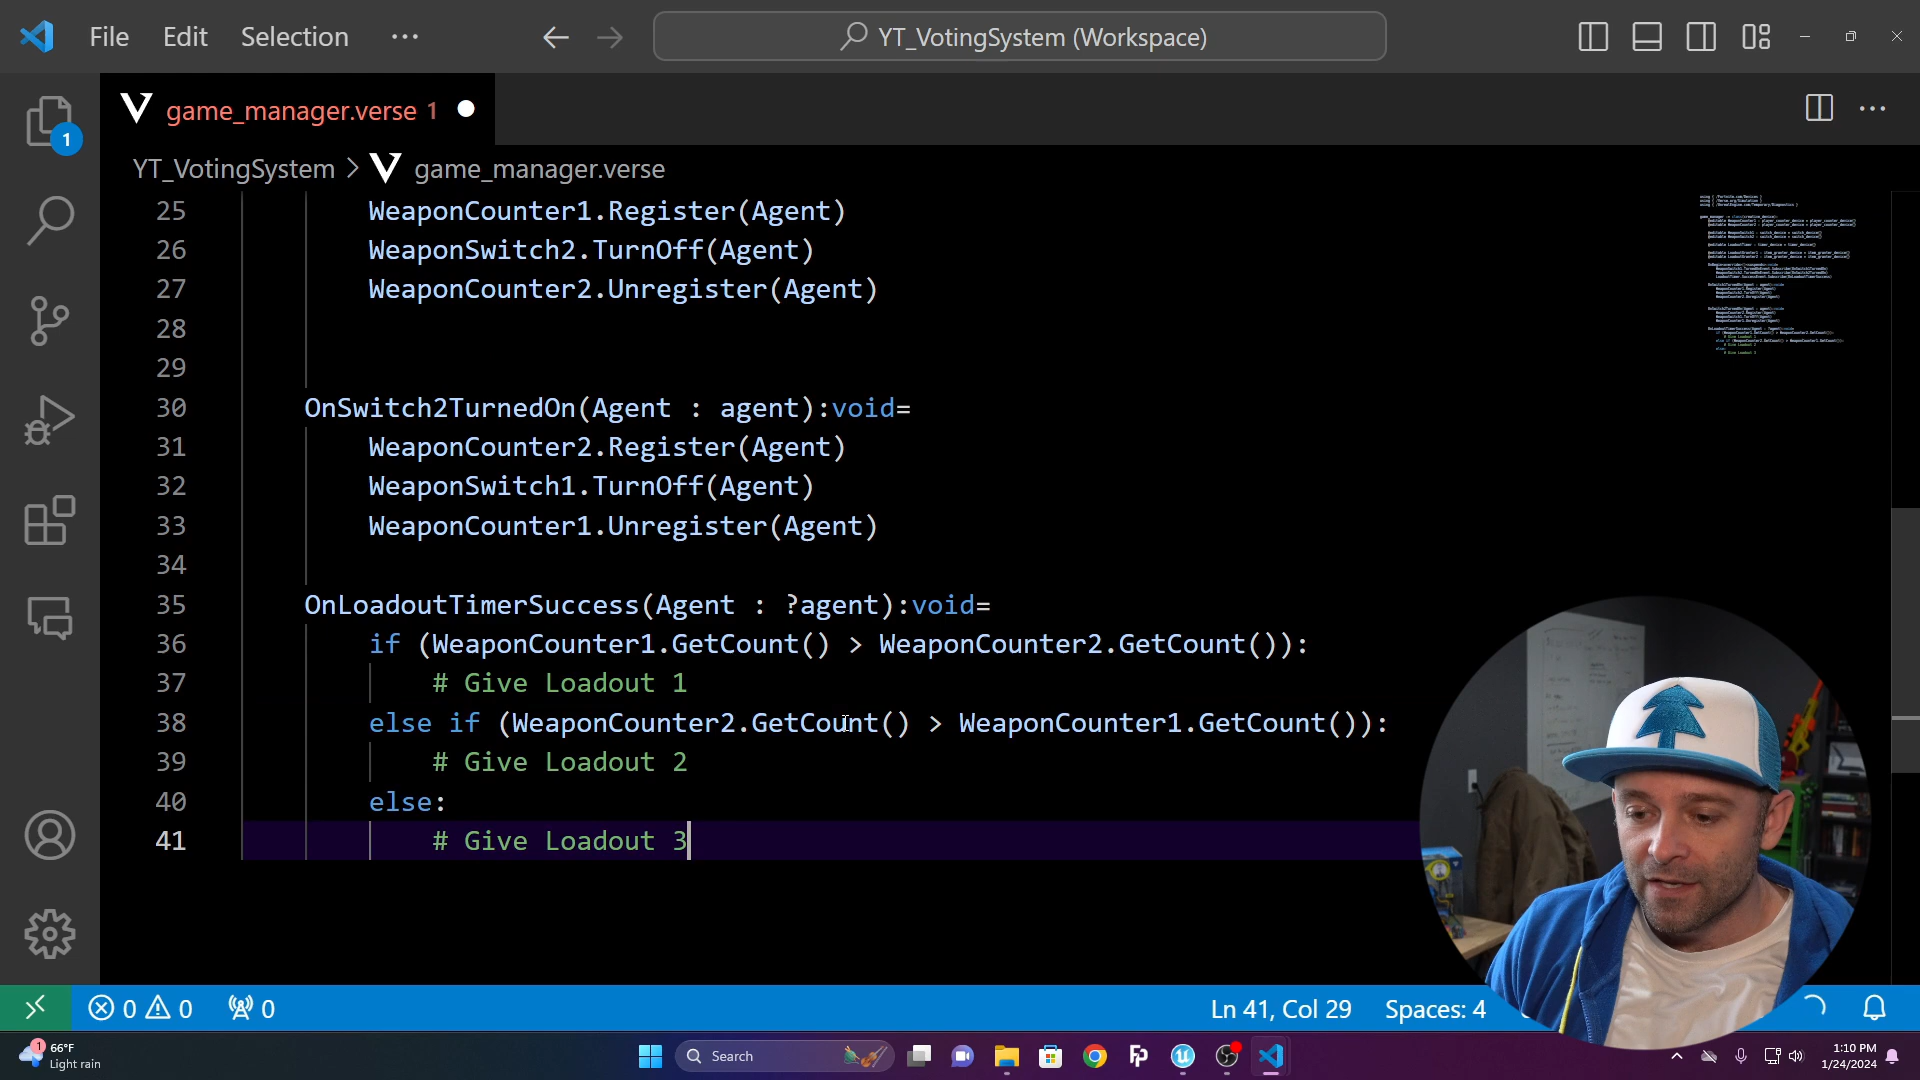 File Edit Selection ···
YT_VotingSystem (Workspace)
game_manager.verse 1
1
YT_VotingSystem > game_manager.verse
25 WeaponCounter1.Register(Agent)
26 WeaponSwitch2.TurnOff(Agent)
27 WeaponCounter2.Unregister(Agent)
28
29
30 OnSwitch2TurnedOn(Agent : agent):void=
31 WeaponCounter2.Register(Agent)
32 WeaponSwitch1.TurnOff(Agent)
33 WeaponCounter1.Unregister(Agent)
34
35 OnLoadoutTimerSuccess(Agent : ?agent):void=
36 if (WeaponCounter1.GetCount() > WeaponCounter2.GetCount()):
37 # Give Loadout 1
38 else if (WeaponCounter2.GetCount() > WeaponCounter1.GetCount()):
39 # Give Loadout 2
40 else:
41 # Give Loadout 3
0 0 0 Ln 41, Col 29 Spaces: 4
1 66°F
Light rain
Search
1:10 PM
1/24/2024